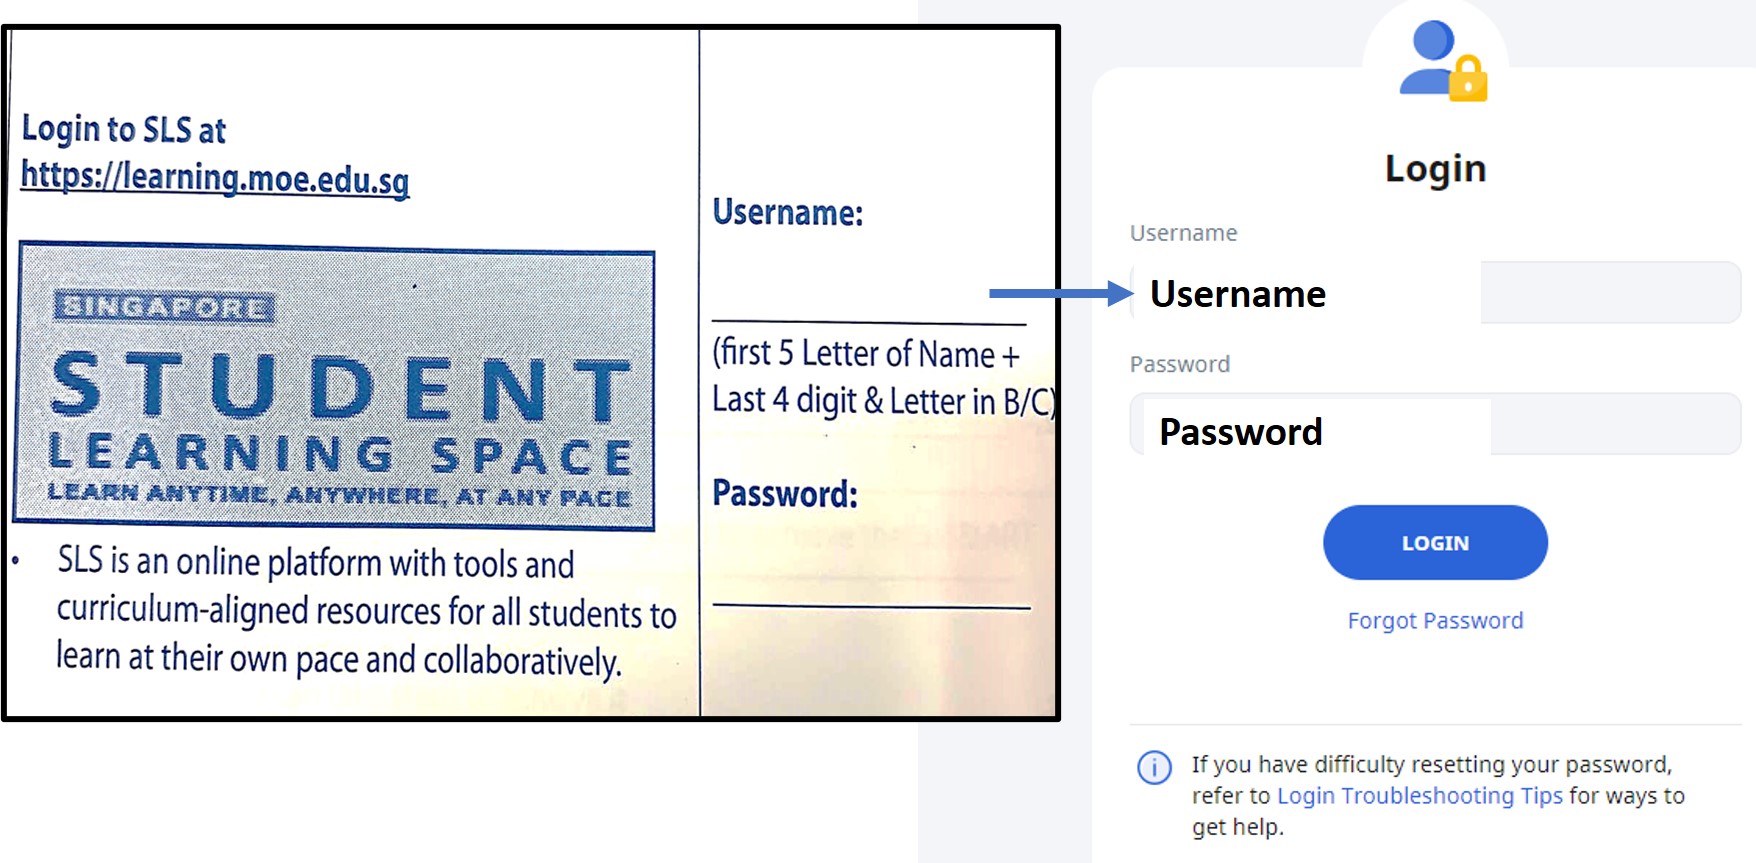 Login to SLS at
https://learning.moe.edu.sg
SINGAPORE
STUDENT
LEARNING SPACE
LEARN ANYTIME, ANYWHERE, AT ANY PACE
• SLS is an online platform with tools and
curriculum-aligned resources for all students to
learn at their own pace and collaboratively.
Username:
(first 5 Letter of Name +
Last 4 digit & Letter in B/C)
Password:
Login
Username
Username
Password
Password
LOGIN
Forgot Password
If you have difficulty resetting your password,
refer to Login Troubleshooting Tips for ways to
get help.